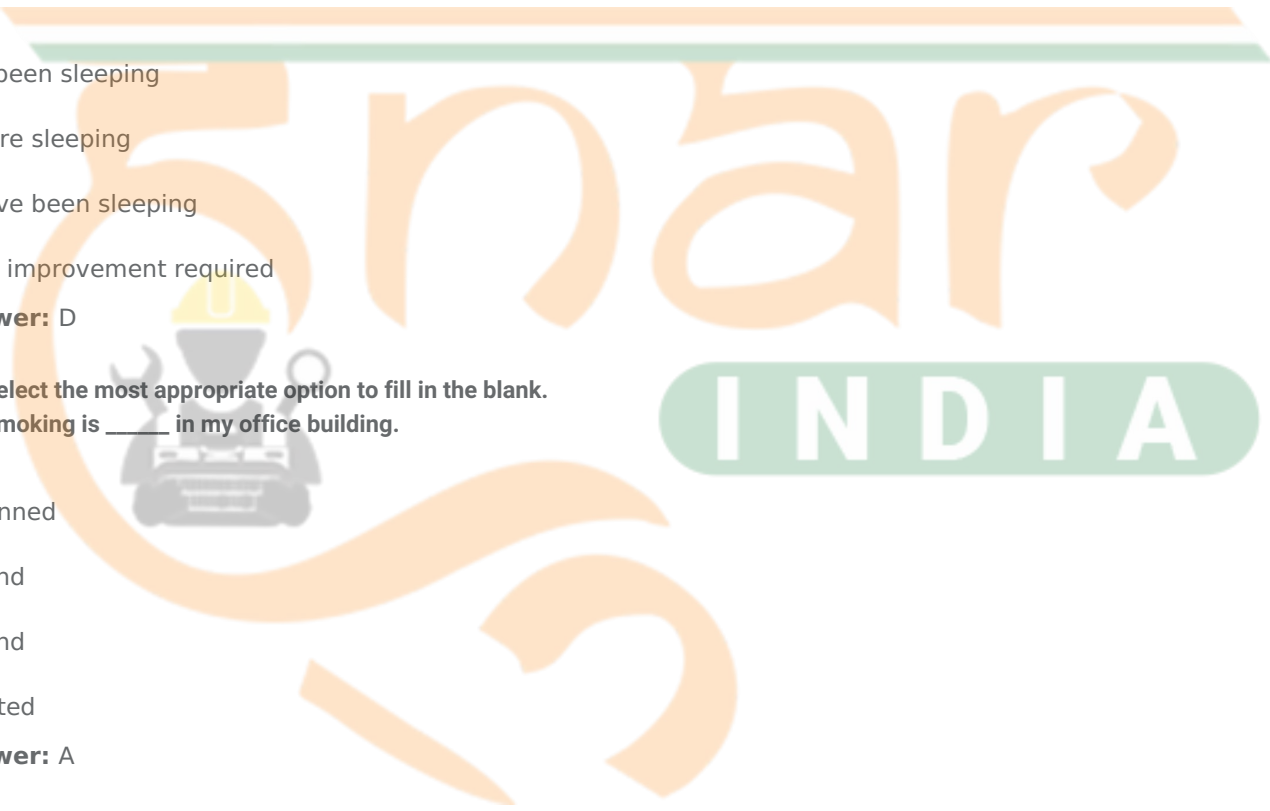 been sleeping
re sleeping
ve been sleeping
improvement required
wer: D
elect the most appropriate option to fill in the blank.
moking is ______ in my office building.
nned
nd
nd
ted
wer: A
INDIA